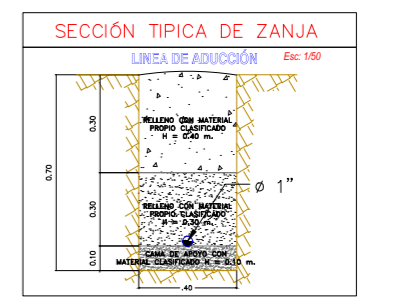 SECCIÓN TIPICA DE ZANJA
LINEA DE ADUCCIÓN
Esc: 1/50
RELLENO CON MATERIAL
PROPIO CLASIFICADO
H = 0.40 m.
0.30
0.70
Ø 1”
RELLENO CON MATERIAL
PROPIO CLASIFICADO
H = 0.30 m.
0.30
CAMA DE APOYO CON
MATERIAL CLASIFICADO H = 0.10 m.
0.10
.40